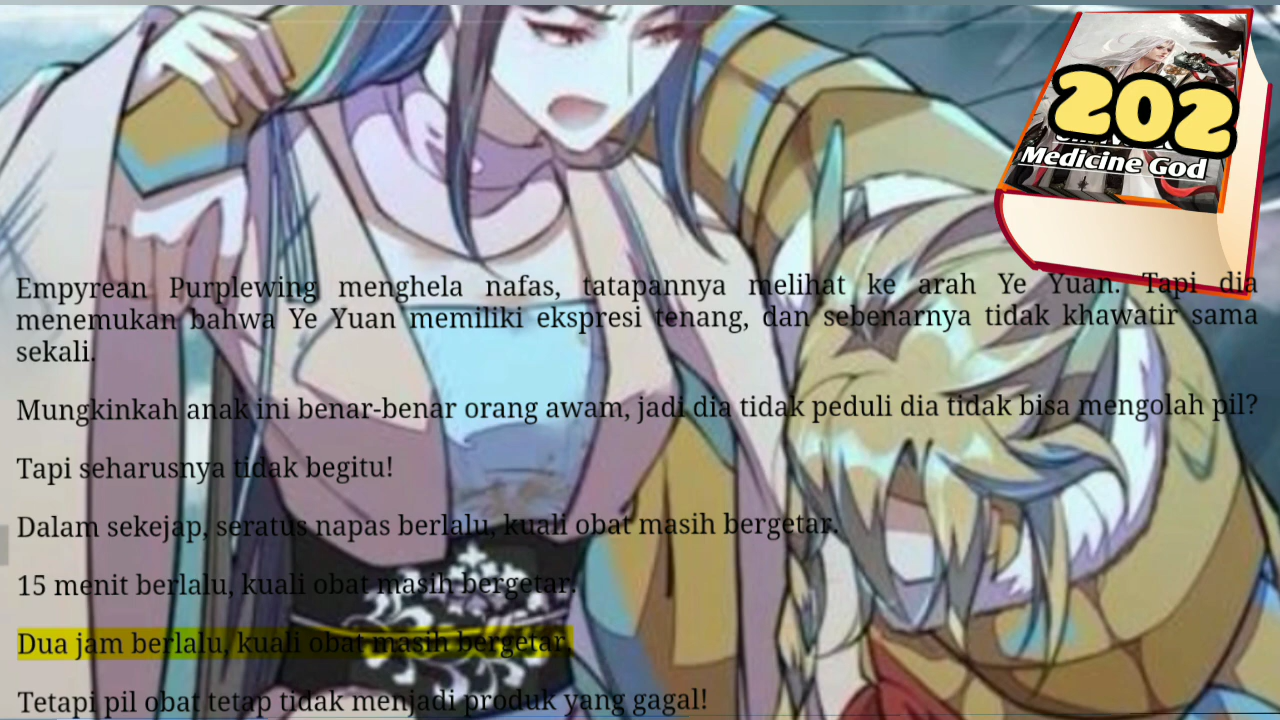 202
Medicine God
Empyrean Purplewing menghela nafas, tatapannya melihat ke arah Ye Yuan. Tapi dia
menemukan bahwa Ye Yuan memiliki ekspresi tenang, dan sebenarnya tidak khawatir sama
sekali.
Mungkinkah anak ini benar-benar orang awam, jadi dia tidak peduli dia tidak bisa mengolah pil?
Tapi seharusnya tidak begitu!
Dalam sekejap, seratus napas berlalu, kuali obat masih bergetar.
15 menit berlalu, kuali obat masih bergetar.
Dua jam berlalu, kuali obat masih bergetar.
Tetapi pil obat tetap tidak menjadi produk yang gagal!